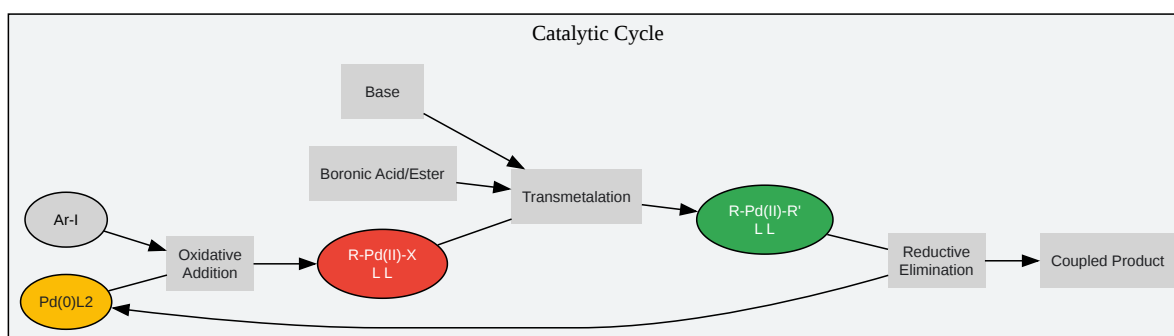 Catalytic Cycle
Base
Boronic Acid/Ester
Transmetalation
Ar-I
Oxidative
Addition
Pd(0)L2
R-Pd(II)-X
L L
R-Pd(II)-R'
L L
Reductive
Elimination
Coupled Product